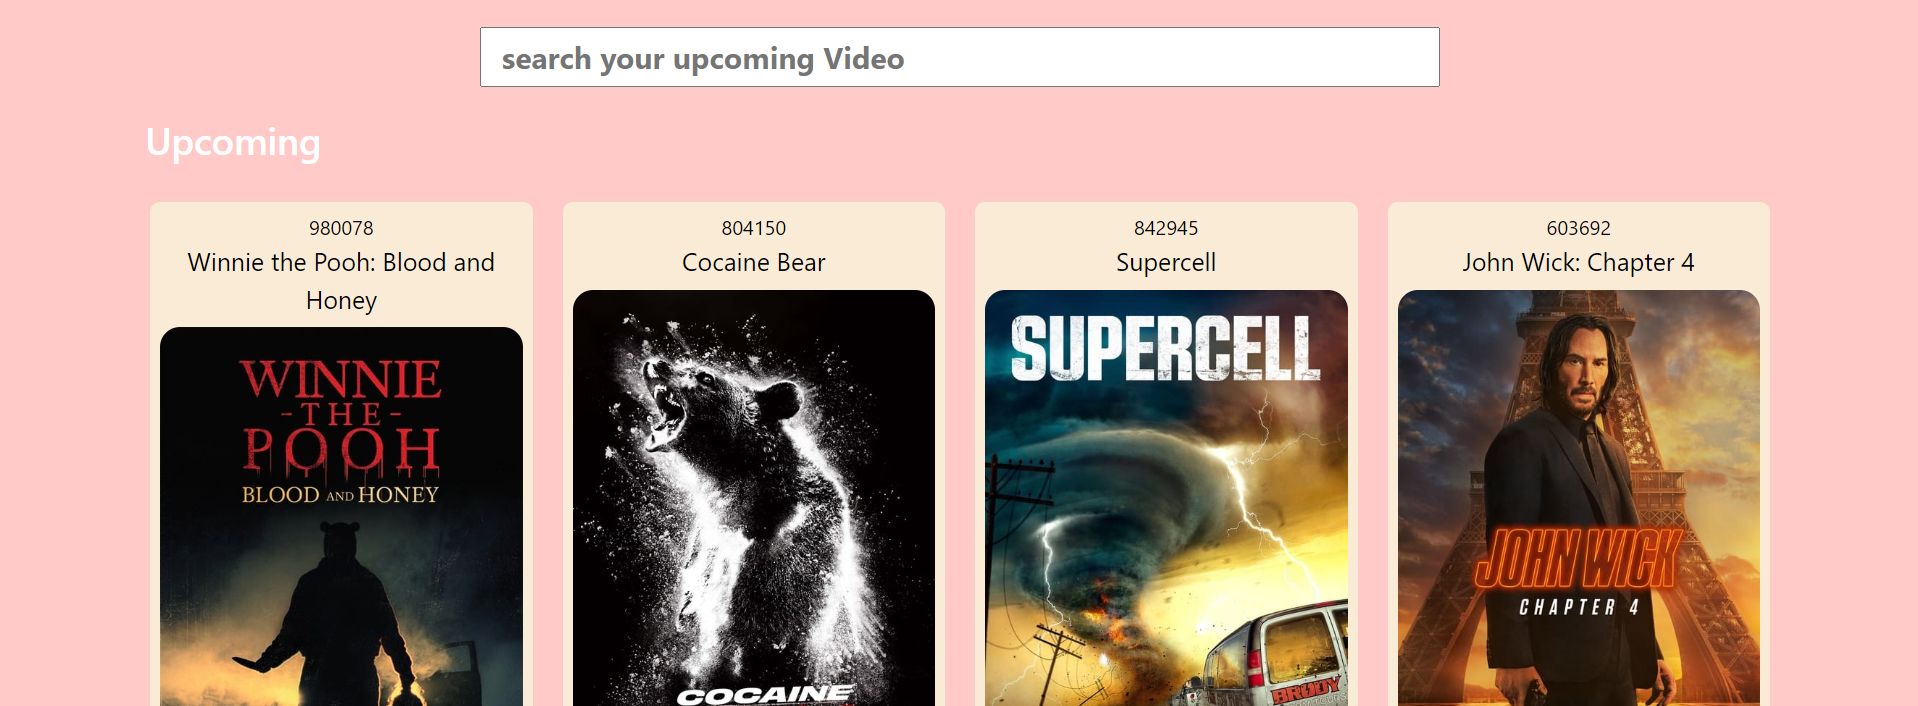 search your upcoming Video
Upcoming
980078
Winnie the Pooh: Blood and
Honey
WINNIE
-THE-
POOH
BLOOD AND HONEY
804150
Cocaine Bear
COCAINE
842945
Supercell
SUPERCELL
BRODY
603692
John Wick: Chapter 4
JOHN WICK
CHAPTER 4